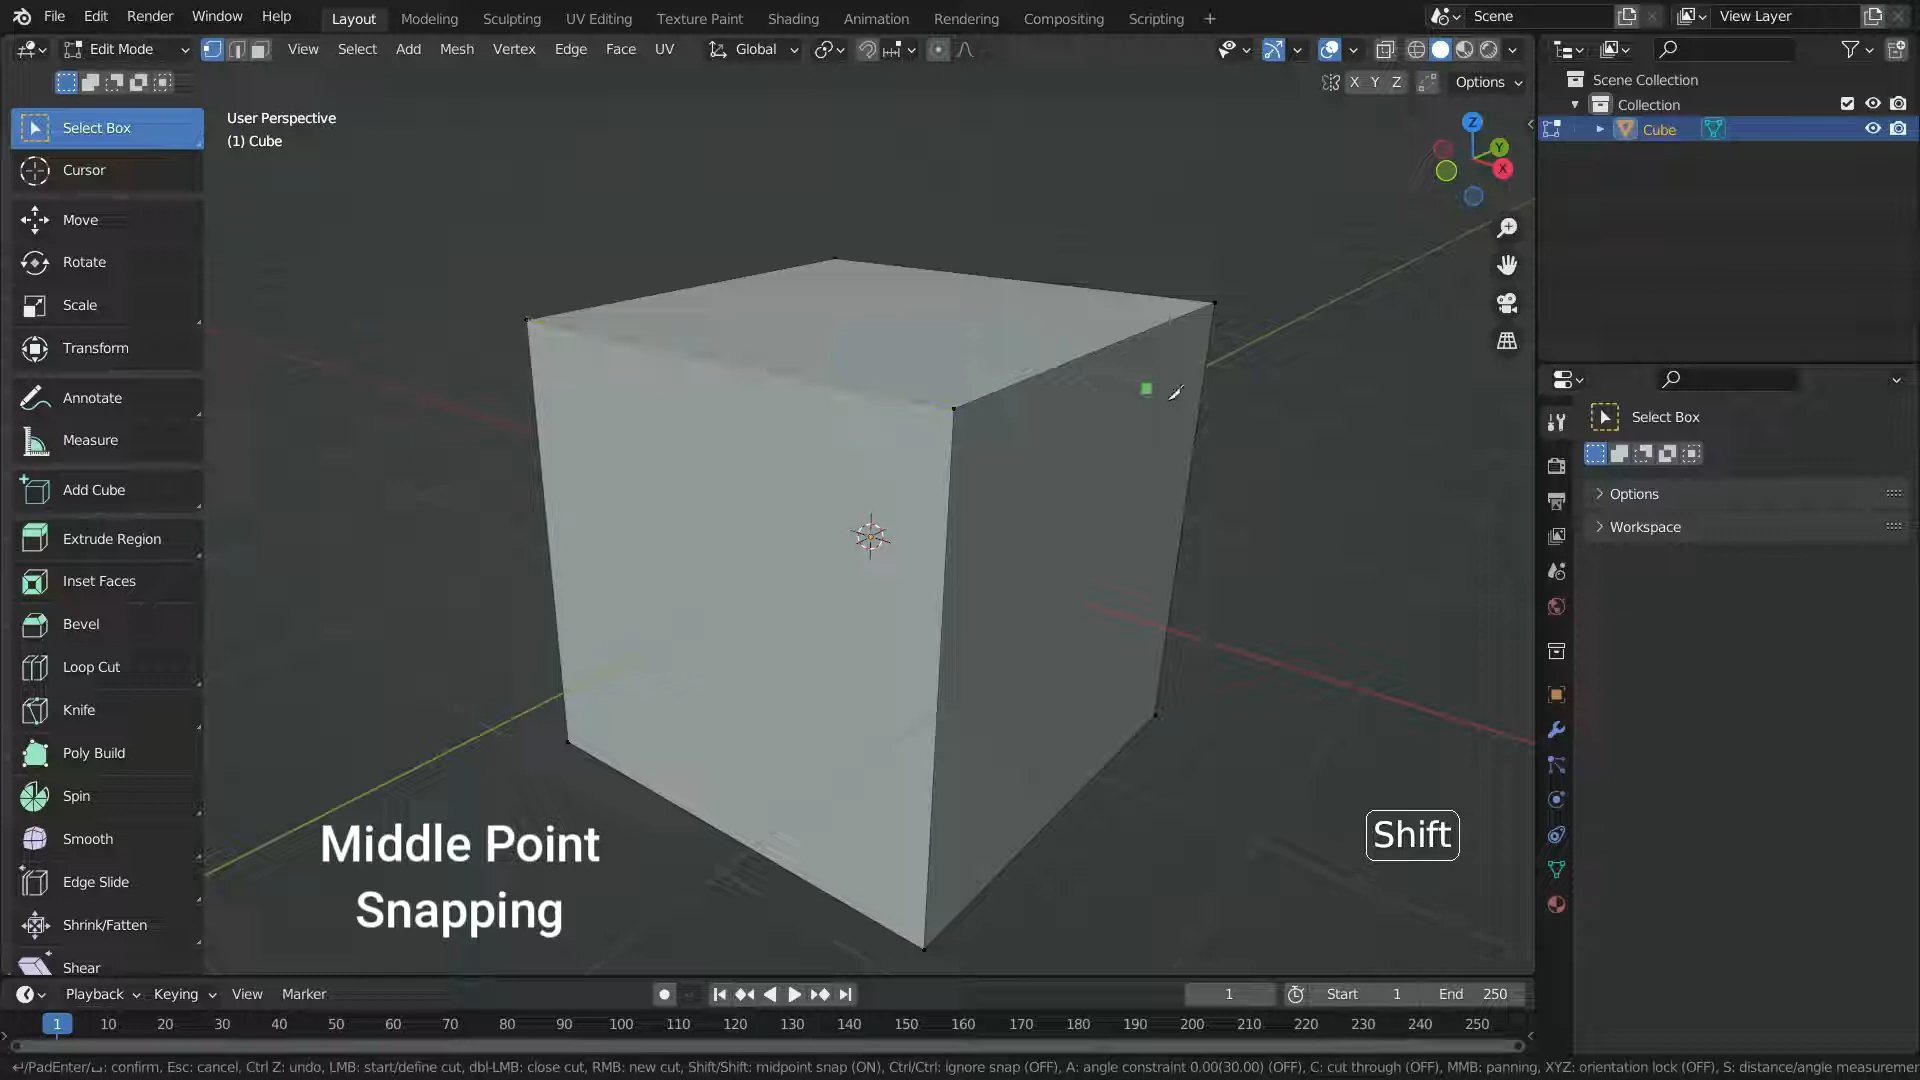 File Edit Render Window Help
Layout Modeling Sculpting UV Editing Texture Paint Shading Animation Rendering Compositing Scripting +
Scene
View Layer
Edit Mode
View Select Add Mesh Vertex Edge Face UV
Global
X Y Z
Options
Scene Collection
Collection
Cube
Select Box
Cursor
Move
Rotate
Scale
Transform
Annotate
Measure
Add Cube
Extrude Region
Inset Faces
Bevel
Loop Cut
Knife
Poly Build
Spin
Smooth
Edge Slide
Shrink/Fatten
Shear
User Perspective
(1) Cube
Z
Y
X
Select Box
Options
Workspace
Middle Point
Snapping
Shift
Playback Keying View Marker
1
Start 1
End 250
1 10 20 30 40 50 60 70 80 90 100 110 120 130 140 150 160 170 180 190 200 210 220 230 240 250
: confirm, Esc: cancel, Ctrl Z: undo, LMB: start/define cut, dbl-LMB: close cut, RMB: new cut, Shift/Shift: midpoint snap (ON), Ctrl/Ctrl: ignore snap (OFF), A: angle constraint 0.00(30.00) (OFF), C: cut through (OFF), MMB: panning, XYZ: orientation lock (OFF), S: distance/angle measuremen